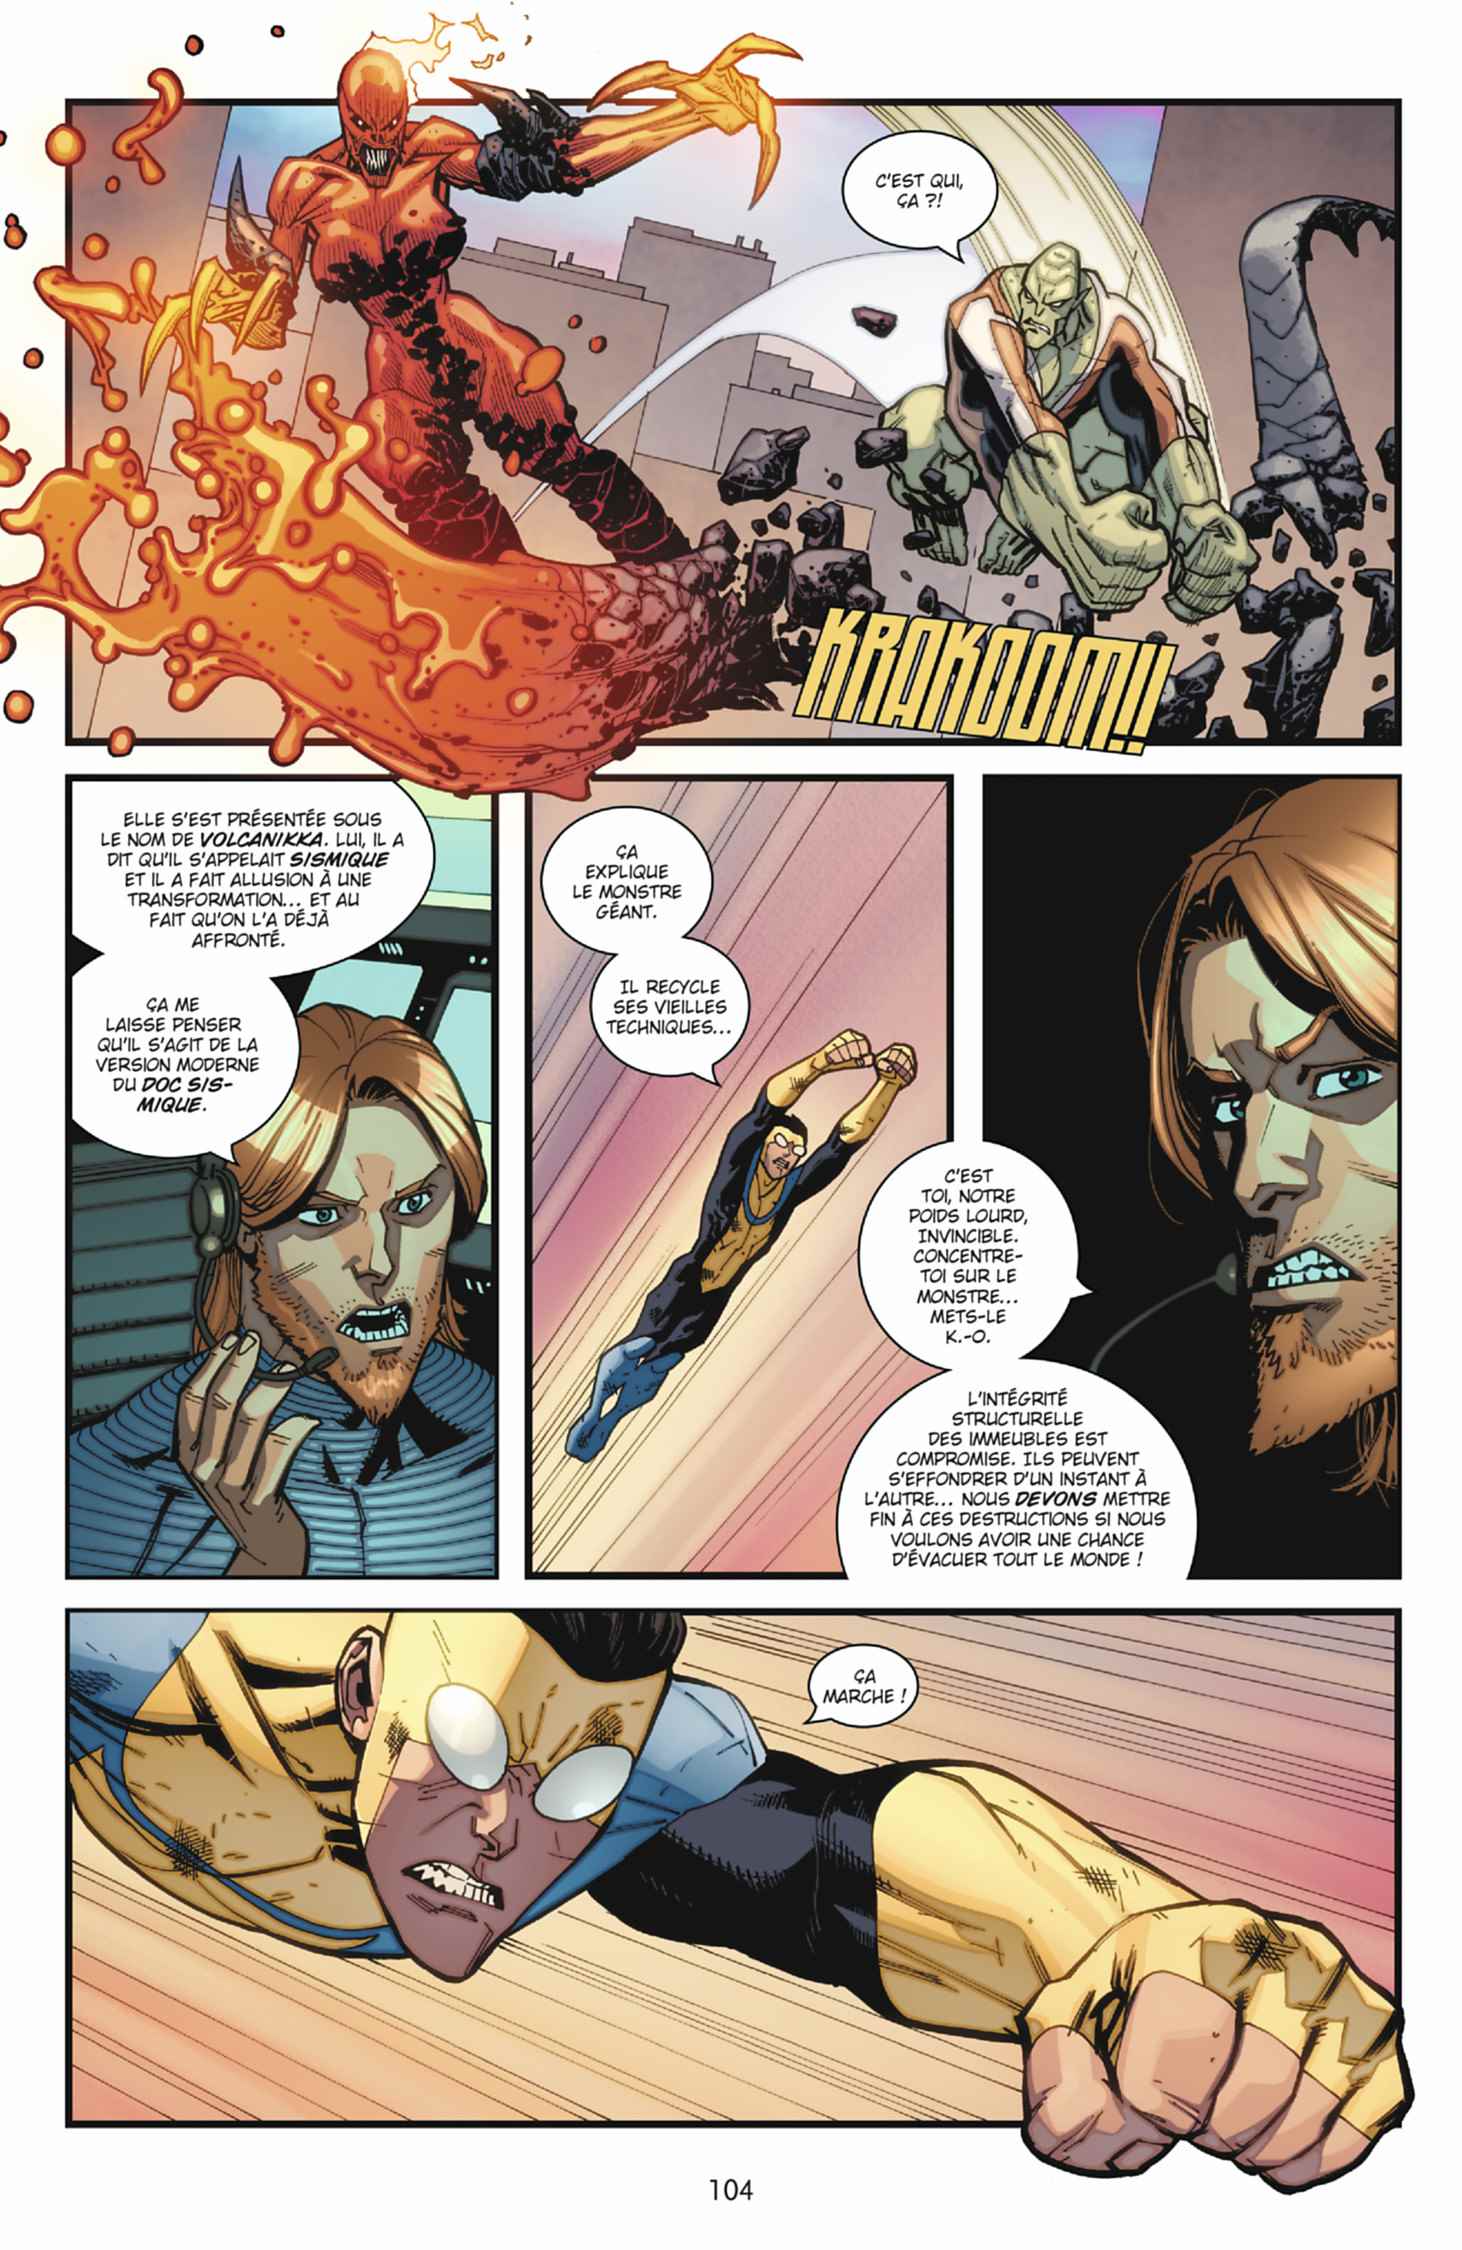 C'EST QUI,
ÇA ?!
KRAKOOM!!
ELLE S'EST PRÉSENTÉE SOUS
LE NOM DE VOLCANIKKA. LUI, IL A
DIT QU'IL S'APPELAIT SISMIQUE
ET IL A FAIT ALLUSION À UNE
TRANSFORMATION... ET AU
FAIT QU'ON L'A DÉJÀ
AFFRONTÉ.
ÇA ME
LAISSE PENSER
QU'IL S'AGIT DE LA
VERSION MODERNE
DU DOC SIS-
MIQUE.
ÇA
EXPLIQUE
LE MONSTRE
GÉANT.
IL RECYCLE
SES VIEILLES
TECHNIQUES...
C'EST
TOI, NOTRE
POIDS LOURD,
INVINCIBLE.
CONCENTRE-
TOI SUR LE
MONSTRE...
METS-LE
K.-O.
L'INTÉGRITÉ
STRUCTURELLE
DES IMMEUBLES EST
COMPROMISE. ILS PEUVENT
S'EFFONDRER D'UN INSTANT À
L'AUTRE... NOUS DEVONS METTRE
FIN À CES DESTRUCTIONS SI NOUS
VOULONS AVOIR UNE CHANCE
D'ÉVACUER TOUT LE MONDE !
ÇA
MARCHE !
104